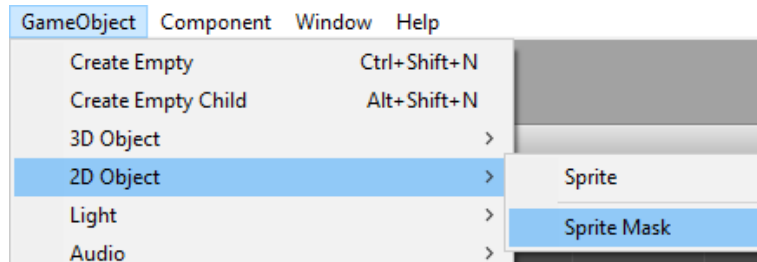 GameObject Component Window Help
Create Empty Ctrl+Shift+N
Create Empty Child Alt+Shift+N
3D Object >
2D Object >
Sprite
Light >
Sprite Mask
Audio >